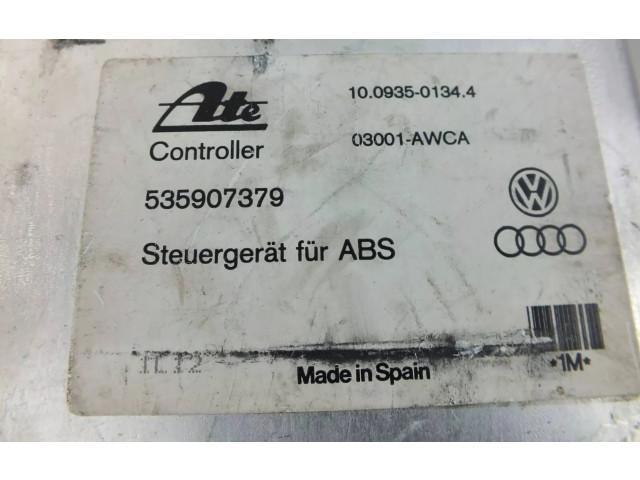 Ate
10.0935-0134.4
Controller
03001-AWCA
535907379
Steuergerät für ABS
Made in Spain
*1M*